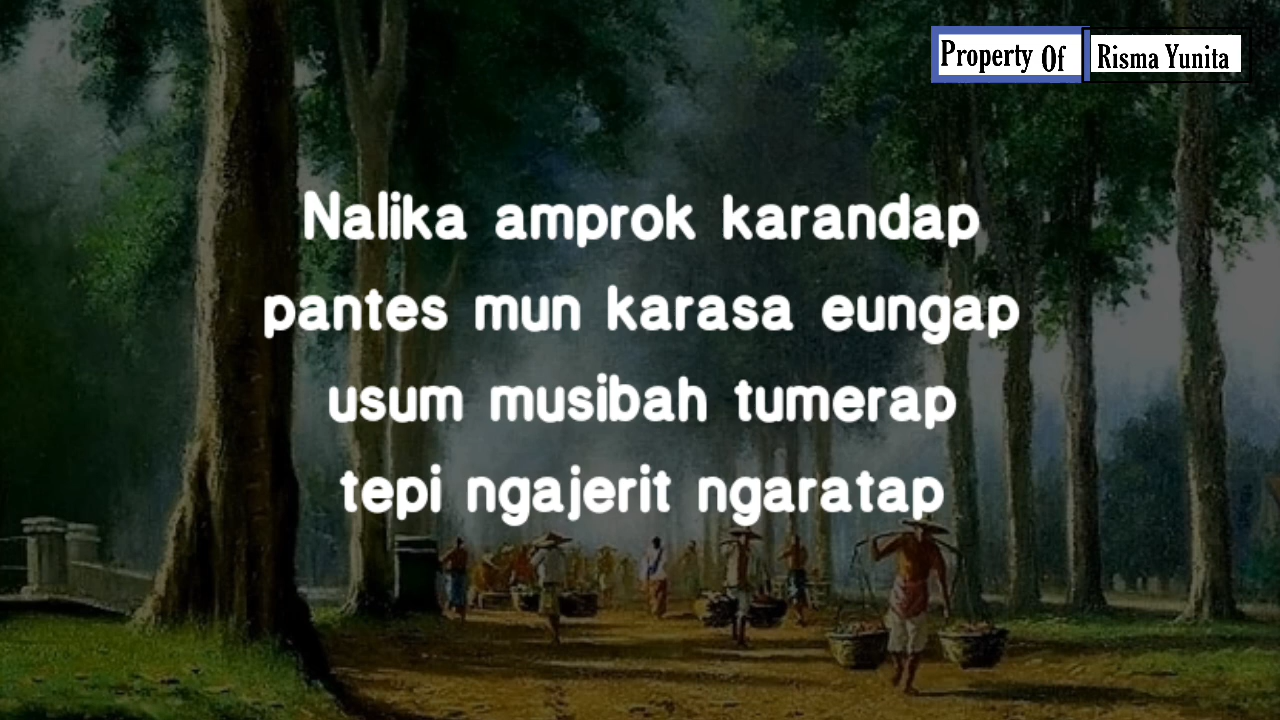 Property Of Risma Yunita
Nalika amprok karandap
pantes mun karasa eungap
usum musibah tumerap
tepi ngajerit ngaratap